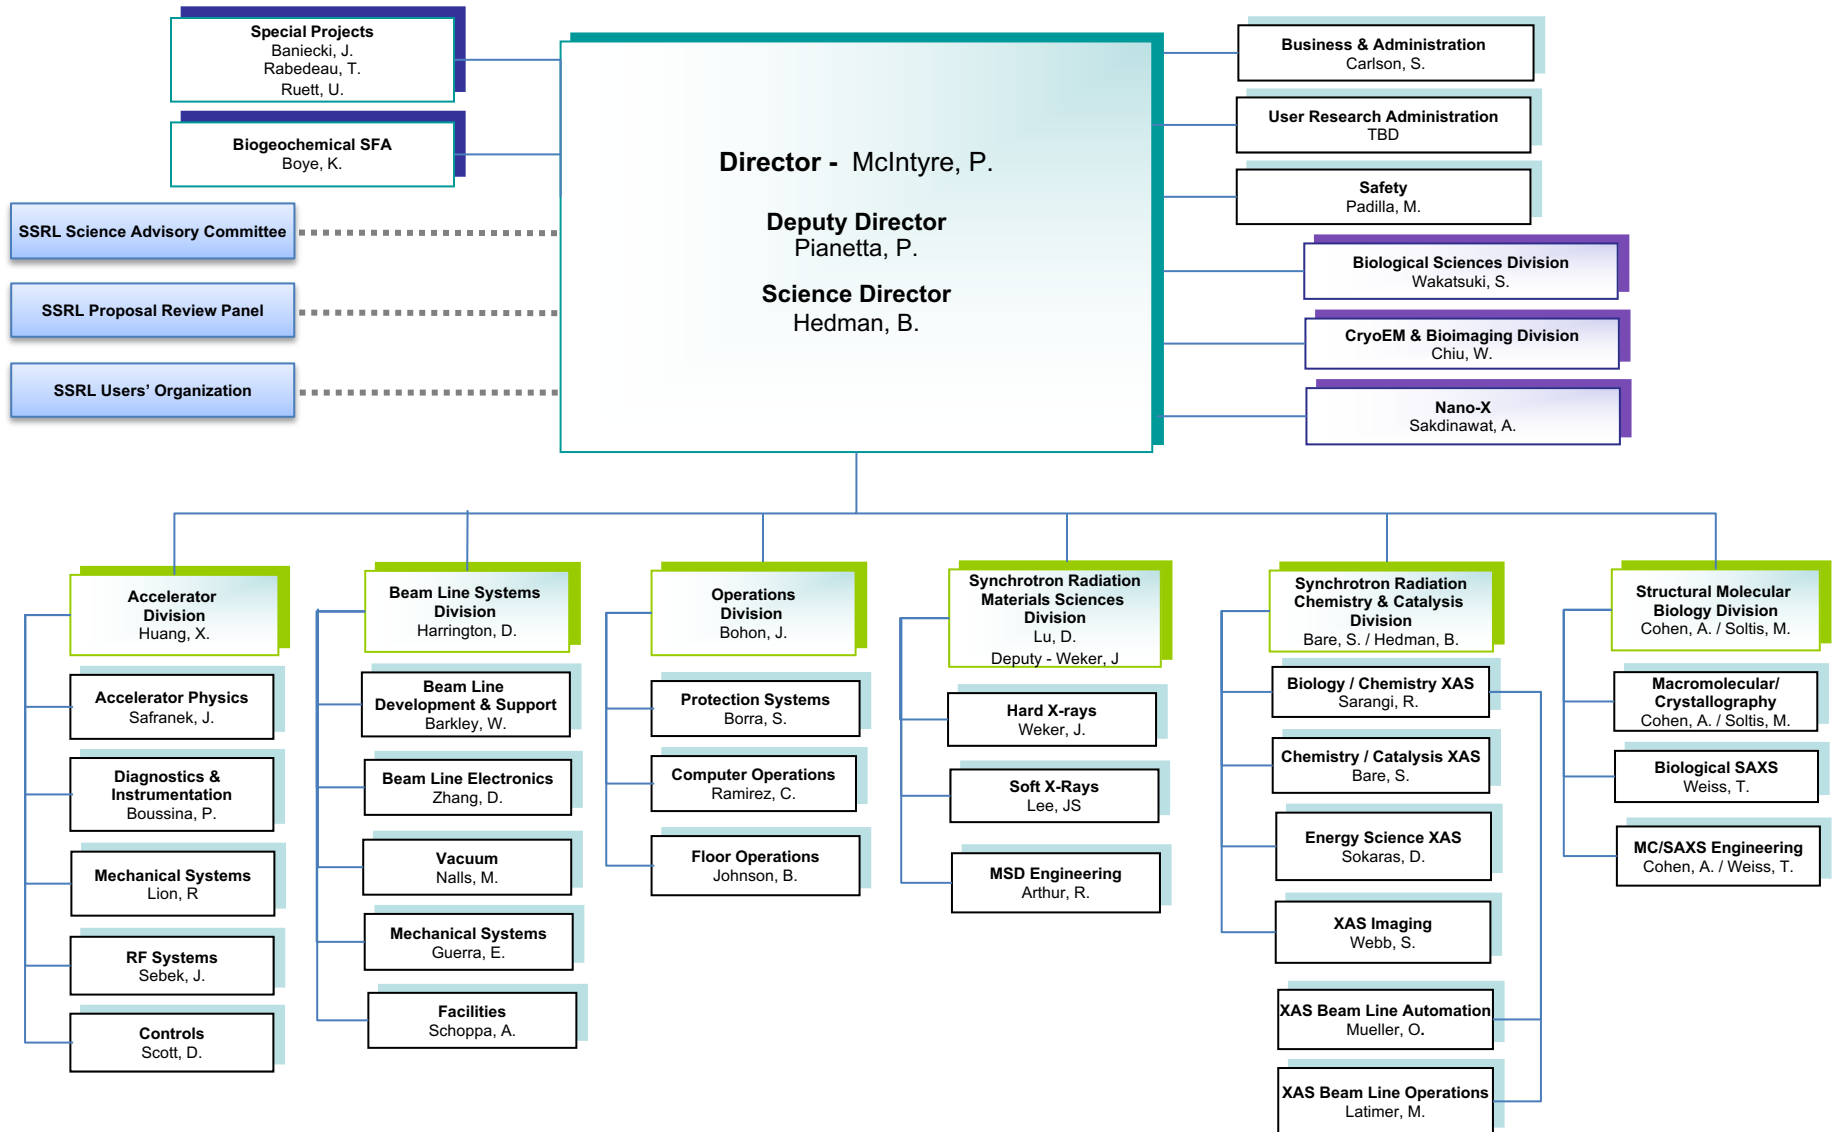 Special Projects
Baniecki, J.
Rabedeau, T.
Ruett, U.
Biogeochemical SFA
Boye, K.
SSRL Science Advisory Committee
SSRL Proposal Review Panel
SSRL Users’ Organization
Director - McIntyre, P.
Deputy Director
Pianetta, P.
Science Director
Hedman, B.
Business & Administration
Carlson, S.
User Research Administration
TBD
Safety
Padilla, M.
Biological Sciences Division
Wakatsuki, S.
CryoEM & Bioimaging Division
Chiu, W.
Nano-X
Sakdinawat, A.
Accelerator
Division
Huang, X.
Accelerator Physics
Safranek, J.
Diagnostics &
Instrumentation
Boussina, P.
Mechanical Systems
Lion, R
RF Systems
Sebek, J.
Controls
Scott, D.
Beam Line Systems
Division
Harrington, D.
Beam Line
Development & Support
Barkley, W.
Beam Line Electronics
Zhang, D.
Vacuum
Nalls, M.
Mechanical Systems
Guerra, E.
Facilities
Schoppa, A.
Operations
Division
Bohon, J.
Protection Systems
Borra, S.
Computer Operations
Ramirez, C.
Floor Operations
Johnson, B.
Synchrotron Radiation
Materials Sciences
Division
Lu, D.
Deputy - Weker, J
Hard X-rays
Weker, J.
Soft X-Rays
Lee, JS
MSD Engineering
Arthur, R.
Synchrotron Radiation
Chemistry & Catalysis
Division
Bare, S. / Hedman, B.
Biology / Chemistry XAS
Sarangi, R.
Chemistry / Catalysis XAS
Bare, S.
Energy Science XAS
Sokaras, D.
XAS Imaging
Webb, S.
XAS Beam Line Automation
Mueller, O.
XAS Beam Line Operations
Latimer, M.
Structural Molecular
Biology Division
Cohen, A. / Soltis, M.
Macromolecular/
Crystallography
Cohen, A. / Soltis, M.
Biological SAXS
Weiss, T.
MC/SAXS Engineering
Cohen, A. / Weiss, T.